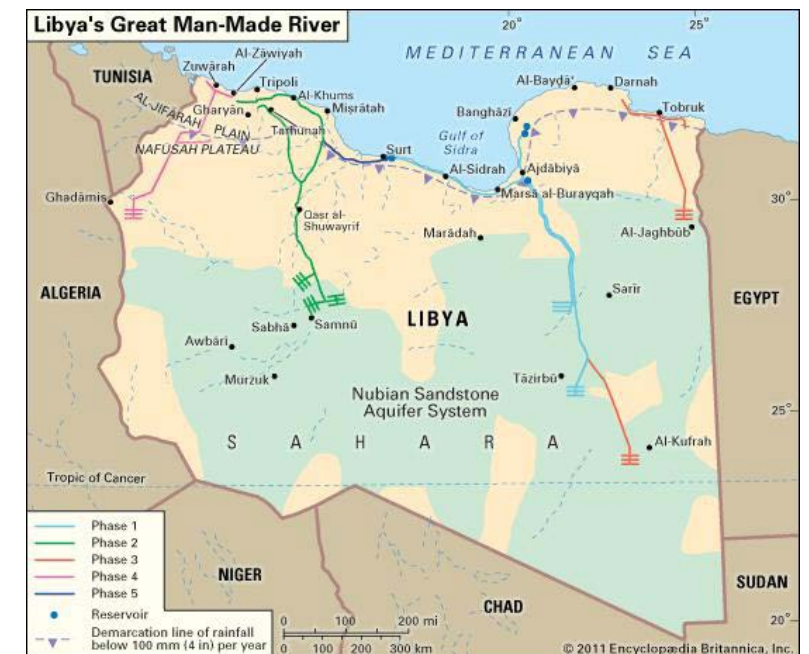 Libya's Great Man-Made River
20°
25°
MEDITERRANEAN SEA
TUNISIA
Zuwārah
Al-Zāwiyah
Tripoli
Al-Khums
Miṣrātah
Gharyān
Tarhūnah
AL-JIFĀRAH
PLAIN
NAFŪSAH PLATEAU
Al-Bayḍāʾ
Darnah
Banghāzī
Tobruk
Gulf of
Sidra
Surt
Al-Sidrah
Ajdābiyā
Marsā al-Burayqah
Ghadāmis
30°
Qaṣr al-
Shuwayrif
Marādah
Al-Jaghbūb
ALGERIA
LIBYA
Sarīr
EGYPT
Sabhā
Samnū
Awbāri
Murzuk
Tāzirbū
Nubian Sandstone
Aquifer System
25°
SAHARA
Al-Kufrah
Tropic of Cancer
Phase 1
Phase 2
Phase 3
Phase 4
Phase 5
Reservoir
Demarcation line of rainfall
below 100 mm (4 in) per year
NIGER
CHAD
SUDAN
20°
0 100 200 mi
0 100 200 300 km
© 2011 Encyclopædia Britannica, Inc.